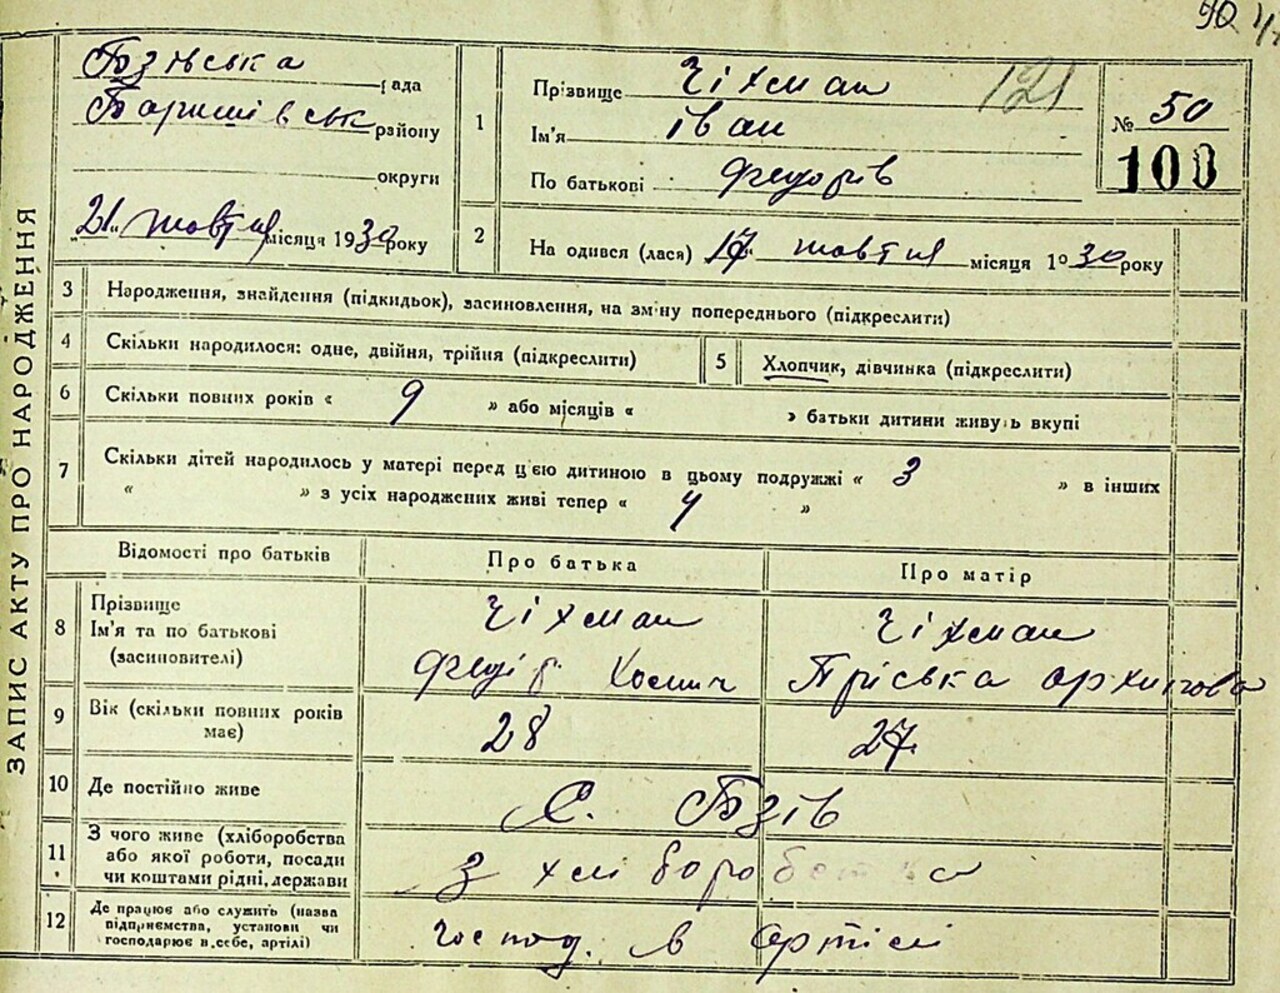 90 47
Бзівська рада
Баришівськ району
округи
„21“ жовтня місяця 1930 року
1
Прізвище Чіхман
Ім'я Іван
По батькові Федорів
121
№ 50
100
2
На одився (лася) 17 жовтня місяця 1930 року
ЗАПИС АКТУ ПРО НАРОДЖЕННЯ
3 Народження, знайдення (підкидьок), засиновлення, на зміну попереднього (підкреслити)
4 Скільки народилося: одне, двійня, трійня (підкреслити)
5 Хлопчик, дівчинка (підкреслити)
6 Скільки повних років « 9 » або місяців « » батьки дитини живуть вкупі
7 Скільки дітей народилось у матері перед цією дитиною в цьому подружжі « 3 » в інших
« » з усіх народжених живі тепер « 4 »
Відомості про батьків Про батька Про матір
8 Прізвище
Ім'я та по батькові
(засиновителі)
Чіхман
Федір
Чіхман
Пріська Архипова
9 Вік (скільки повних років
має)
28 27
10 Де постійно живе С. Бзів
11 З чого живе (хліборобства
або якої роботи, посади
чи коштами рідні, держави
З хліборобства
12 Де працює або служить (назва
підприємства, установи чи
господарює в себе, артілі)
Господ. в артілі